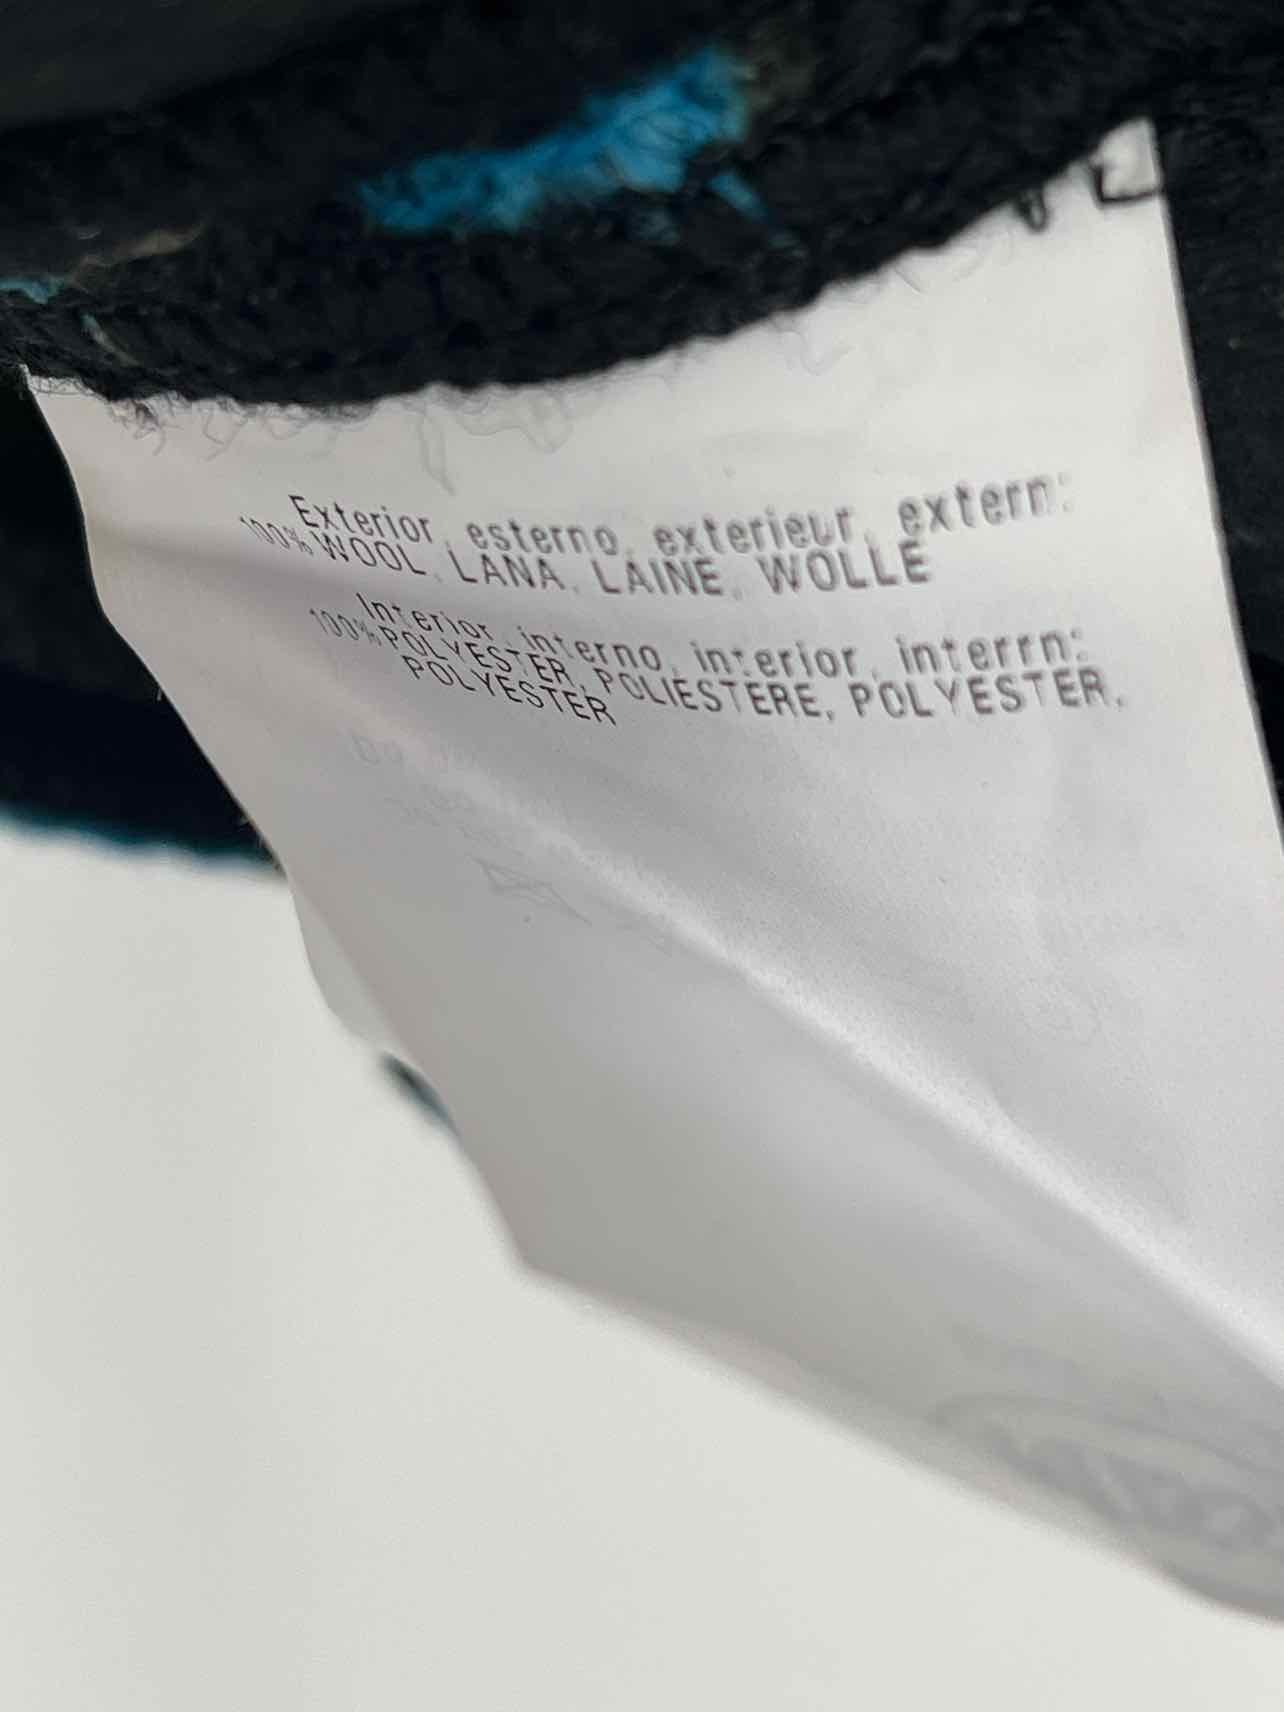 Exterior, esterno, exterieur, extern:
100% WOOL, LANA, LAINE, WOLLE
Interior, interno, interior, interrn:
100% POLYESTER, POLIESTERE, POLYESTER,
POLYESTER